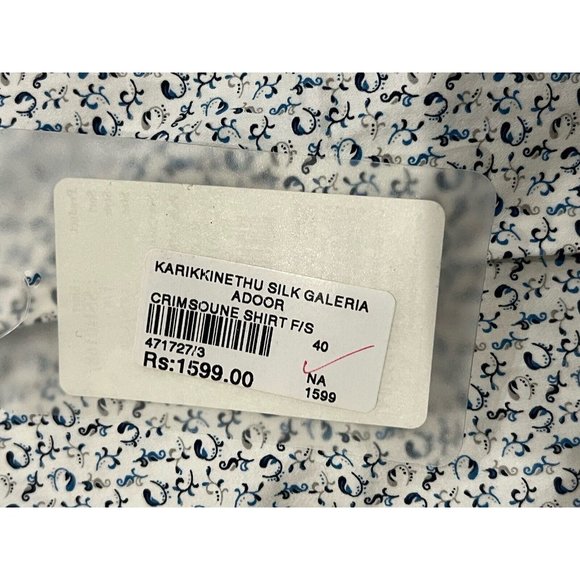 KARIKKINETHU SILK GALERIA
ADOOR
CRIMSOUNE SHIRT F/S
40
471727/3
Rs:1599.00
NA
1599